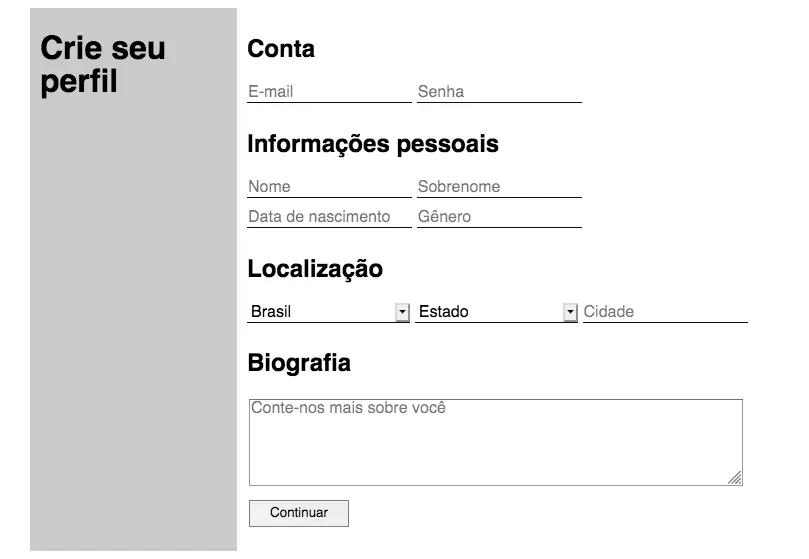 Crie seu
perfil
Conta
E-mail Senha
Informações pessoais
Nome Sobrenome
Data de nascimento Gênero
Localização
Brasil Estado Cidade
Biografia
Conte-nos mais sobre você
Continuar